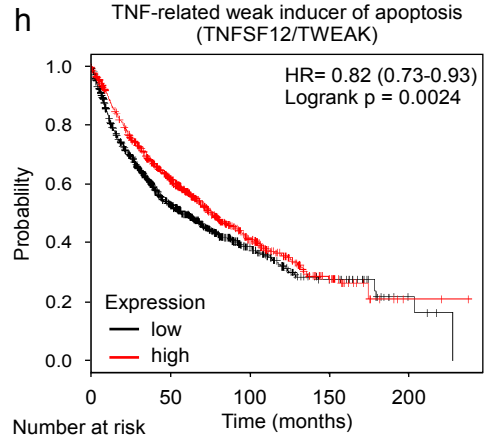 h
TNF-related weak inducer of apoptosis
(TNFSF12/TWEAK)
HR= 0.82 (0.73-0.93)
Logrank p = 0.0024
1.0
0.8
0.6
0.4
0.2
0.0
Probablilty
Expression
low
high
0 50 100 150 200
Time (months)
Number at risk